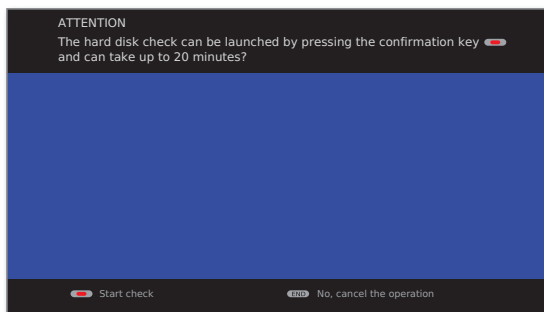 ATTENTION
The hard disk check can be launched by pressing the confirmation key
and can take up to 20 minutes?
Start check
END No, cancel the operation